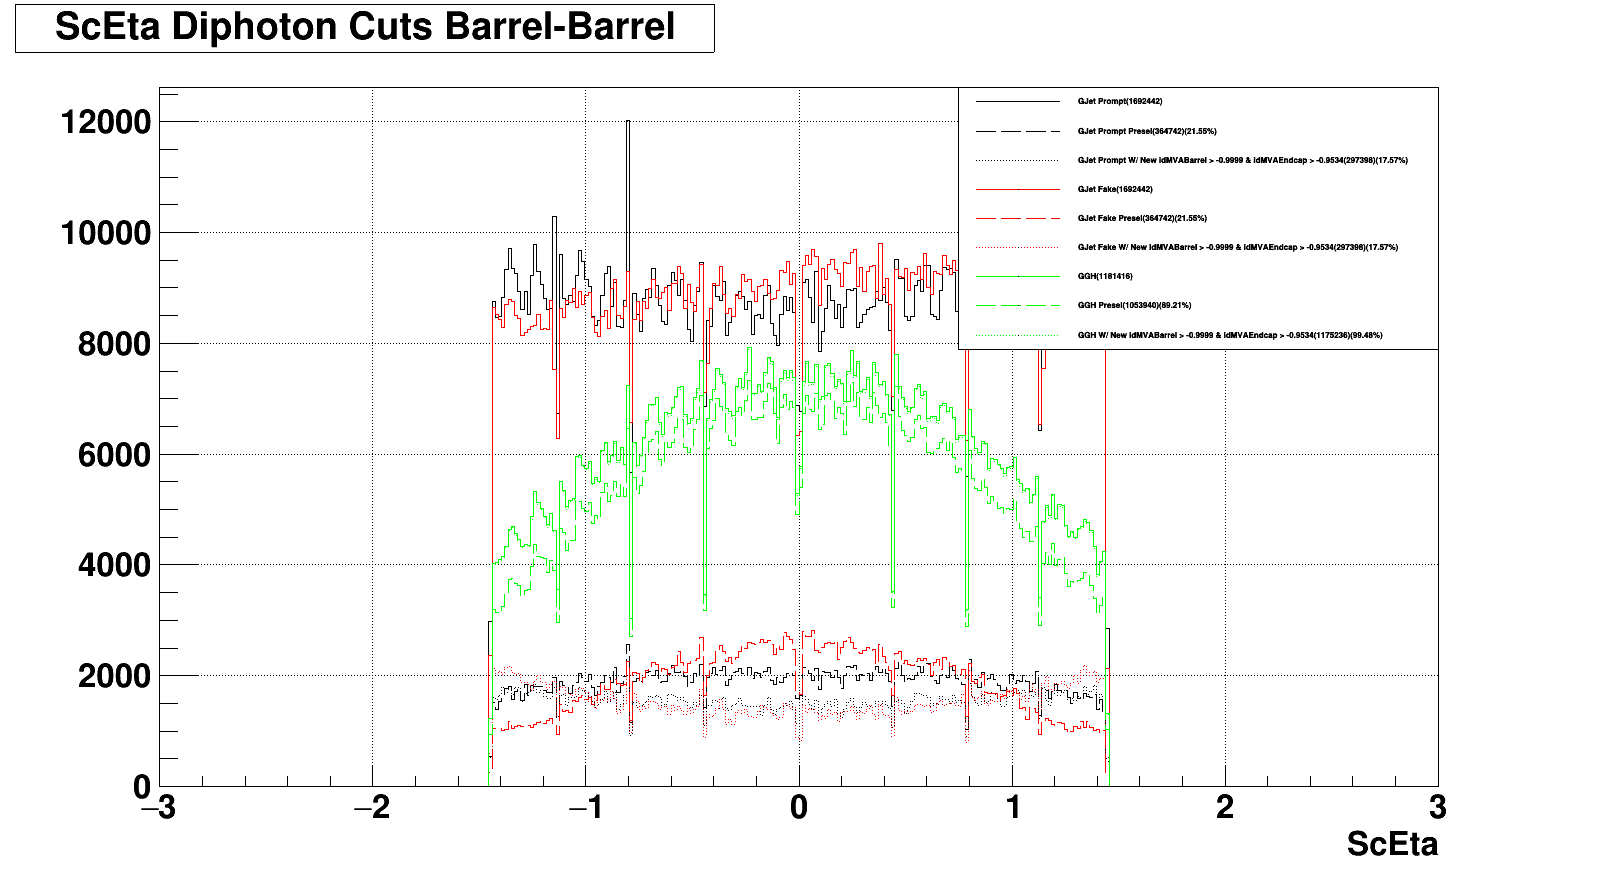 ScEta Diphoton Cuts Barrel-Barrel
12000
10000
8000
6000
4000
2000
0
−3
−2
−1
0
1
2
3
ScEta
GJet Prompt(1692442)
GJet Prompt Presel(364742)(21.55%)
GJet Prompt W/ New idMVABarrel > -0.9999 & idMVAEndcap > -0.9534(297398)(17.57%)
GJet Fake(1692442)
GJet Fake Presel(364742)(21.55%)
GJet Fake W/ New idMVABarrel > -0.9999 & idMVAEndcap > -0.9534(297398)(17.57%)
GGH(1181416)
GGH Presel(1053940)(89.21%)
GGH W/ New idMVABarrel > -0.9999 & idMVAEndcap > -0.9534(1175236)(99.48%)